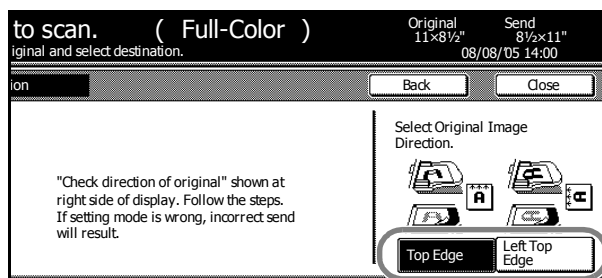 to scan. ( Full-Color )
Original Send
11×8½" 8½×11"
iginal and select destination.
08/08/'05 14:00
ion
Back
Close
Select Original Image
Direction.
"Check direction of original" shown at
right side of display. Follow the steps.
If setting mode is wrong, incorrect send
will result.
Top Edge
Left Top
Edge